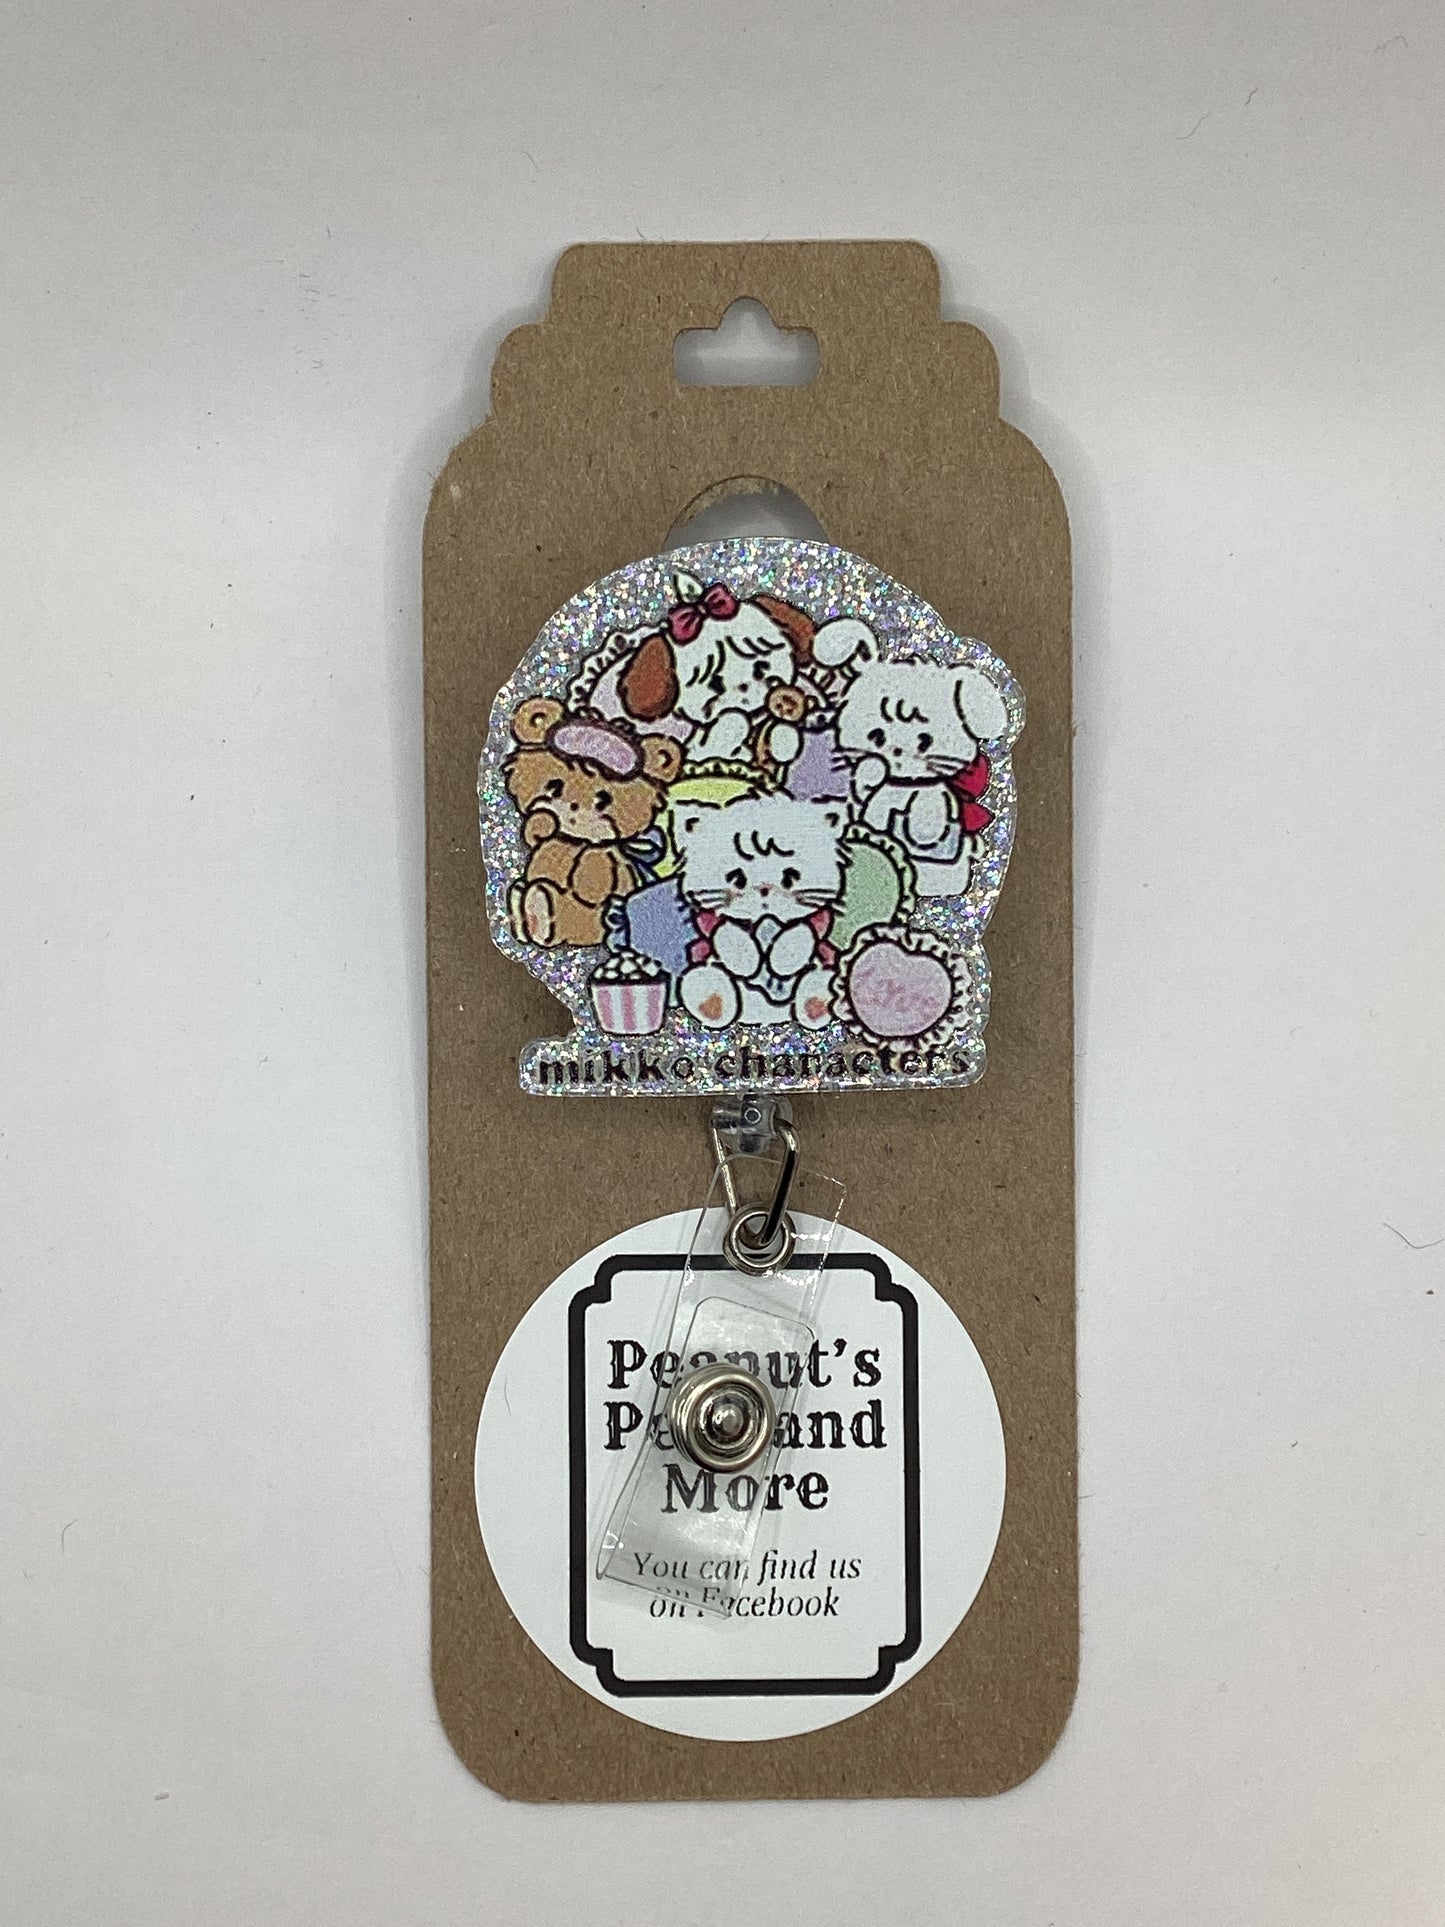 mikko characters
Peanut's
and
More
You can find us
on Facebook